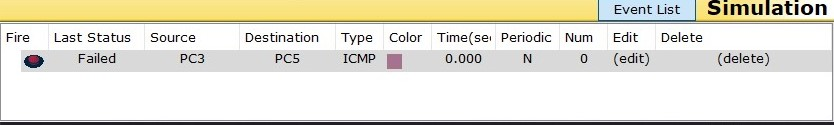 Event List Simulation
Fire Last Status Source Destination Type Color Time(sec Periodic Num Edit Delete
Failed PC3 PC5 ICMP 0.000 N 0 (edit) (delete)